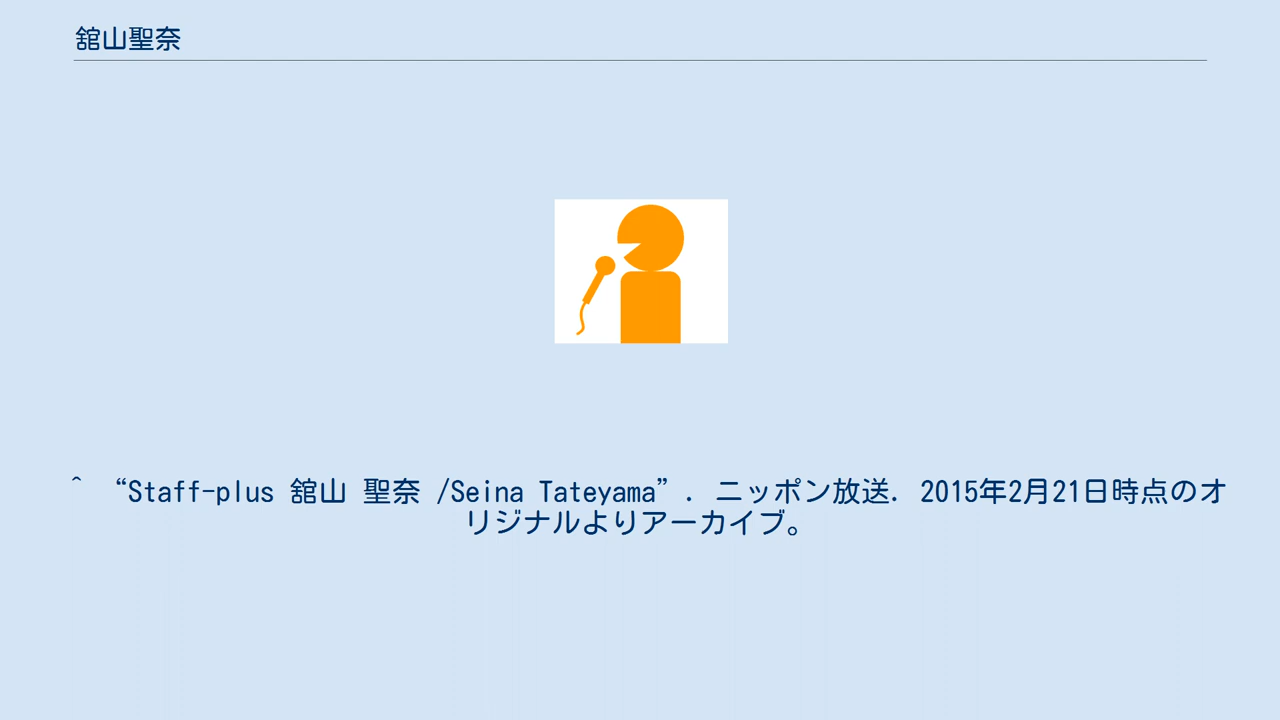 舘山聖奈
^ “Staff-plus 舘山 聖奈 /Seina Tateyama”. ニッポン放送. 2015年2月21日時点のオ
リジナルよりアーカイブ。